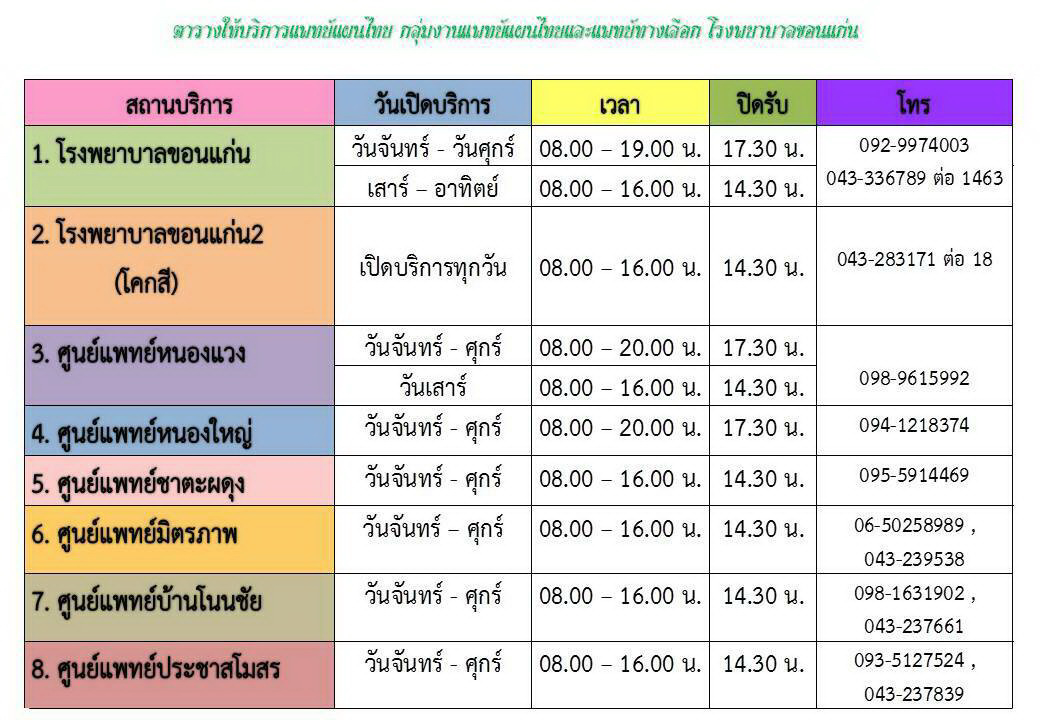 ตารางให้บริการแพทย์แผนไทย กลุ่มงานแพทย์แผนไทยและแพทย์ทางเลือก โรงพยาบาลขอนแก่น
สถานบริการ วันเปิดบริการ เวลา ปิดรับ โทร
1. โรงพยาบาลขอนแก่น วันจันทร์ - วันศุกร์ 08.00 – 19.00 น. 17.30 น. 092-9974003
เสาร์ – อาทิตย์ 08.00 – 16.00 น. 14.30 น. 043-336789 ต่อ 1463
2. โรงพยาบาลขอนแก่น2
(โคกสี) เปิดบริการทุกวัน 08.00 – 16.00 น. 14.30 น. 043-283171 ต่อ 18
3. ศูนย์แพทย์หนองแวง วันจันทร์ - ศุกร์ 08.00 – 20.00 น. 17.30 น.
วันเสาร์ 08.00 – 16.00 น. 14.30 น. 098-9615992
4. ศูนย์แพทย์หนองใหญ่ วันจันทร์ - ศุกร์ 08.00 – 20.00 น. 17.30 น. 094-1218374
5. ศูนย์แพทย์ชาตะผดุง วันจันทร์ - ศุกร์ 08.00 – 16.00 น. 14.30 น. 095-5914469
6. ศูนย์แพทย์มิตรภาพ วันจันทร์ – ศุกร์ 08.00 – 16.00 น. 14.30 น. 06-50258989 ,
043-239538
7. ศูนย์แพทย์บ้านโนนชัย วันจันทร์ - ศุกร์ 08.00 – 16.00 น. 14.30 น. 098-1631902 ,
043-237661
8. ศูนย์แพทย์ประชาสโมสร วันจันทร์ - ศุกร์ 08.00 – 16.00 น. 14.30 น. 093-5127524 ,
043-237839